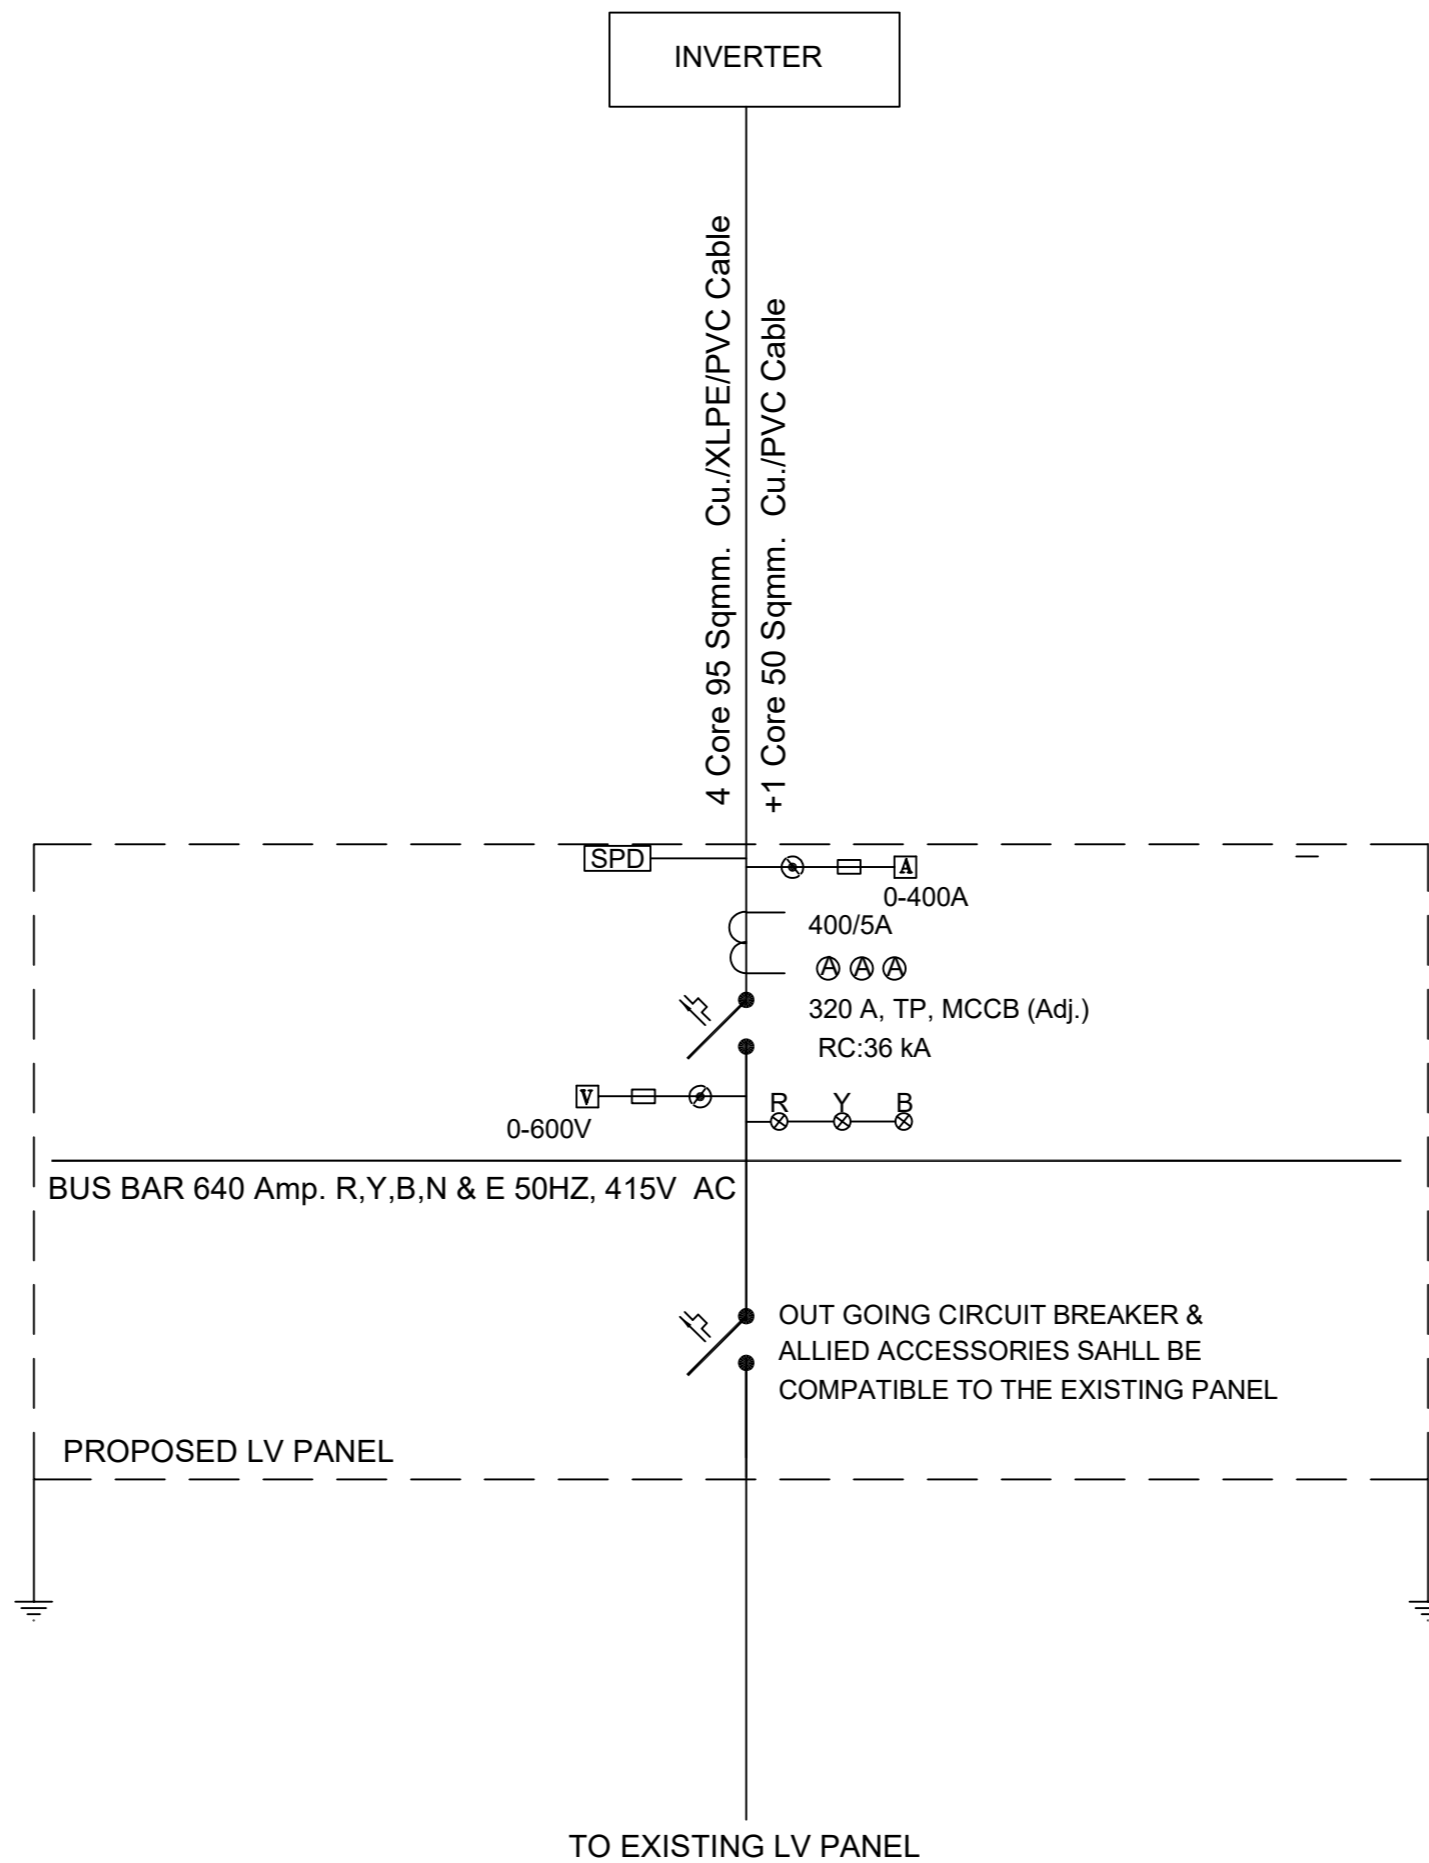 INVERTER
4 Core 95 Sqmm. Cu./XLPE/PVC Cable
+1 Core 50 Sqmm. Cu./PVC Cable
SPD
A
0-400A
400/5A
A A A
320 A, TP, MCCB (Adj.)
RC:36 kA
V
0-600V
R Y B
BUS BAR 640 Amp. R,Y,B,N & E 50HZ, 415V AC
OUT GOING CIRCUIT BREAKER &
ALLIED ACCESSORIES SAHLL BE
COMPATIBLE TO THE EXISTING PANEL
PROPOSED LV PANEL
TO EXISTING LV PANEL